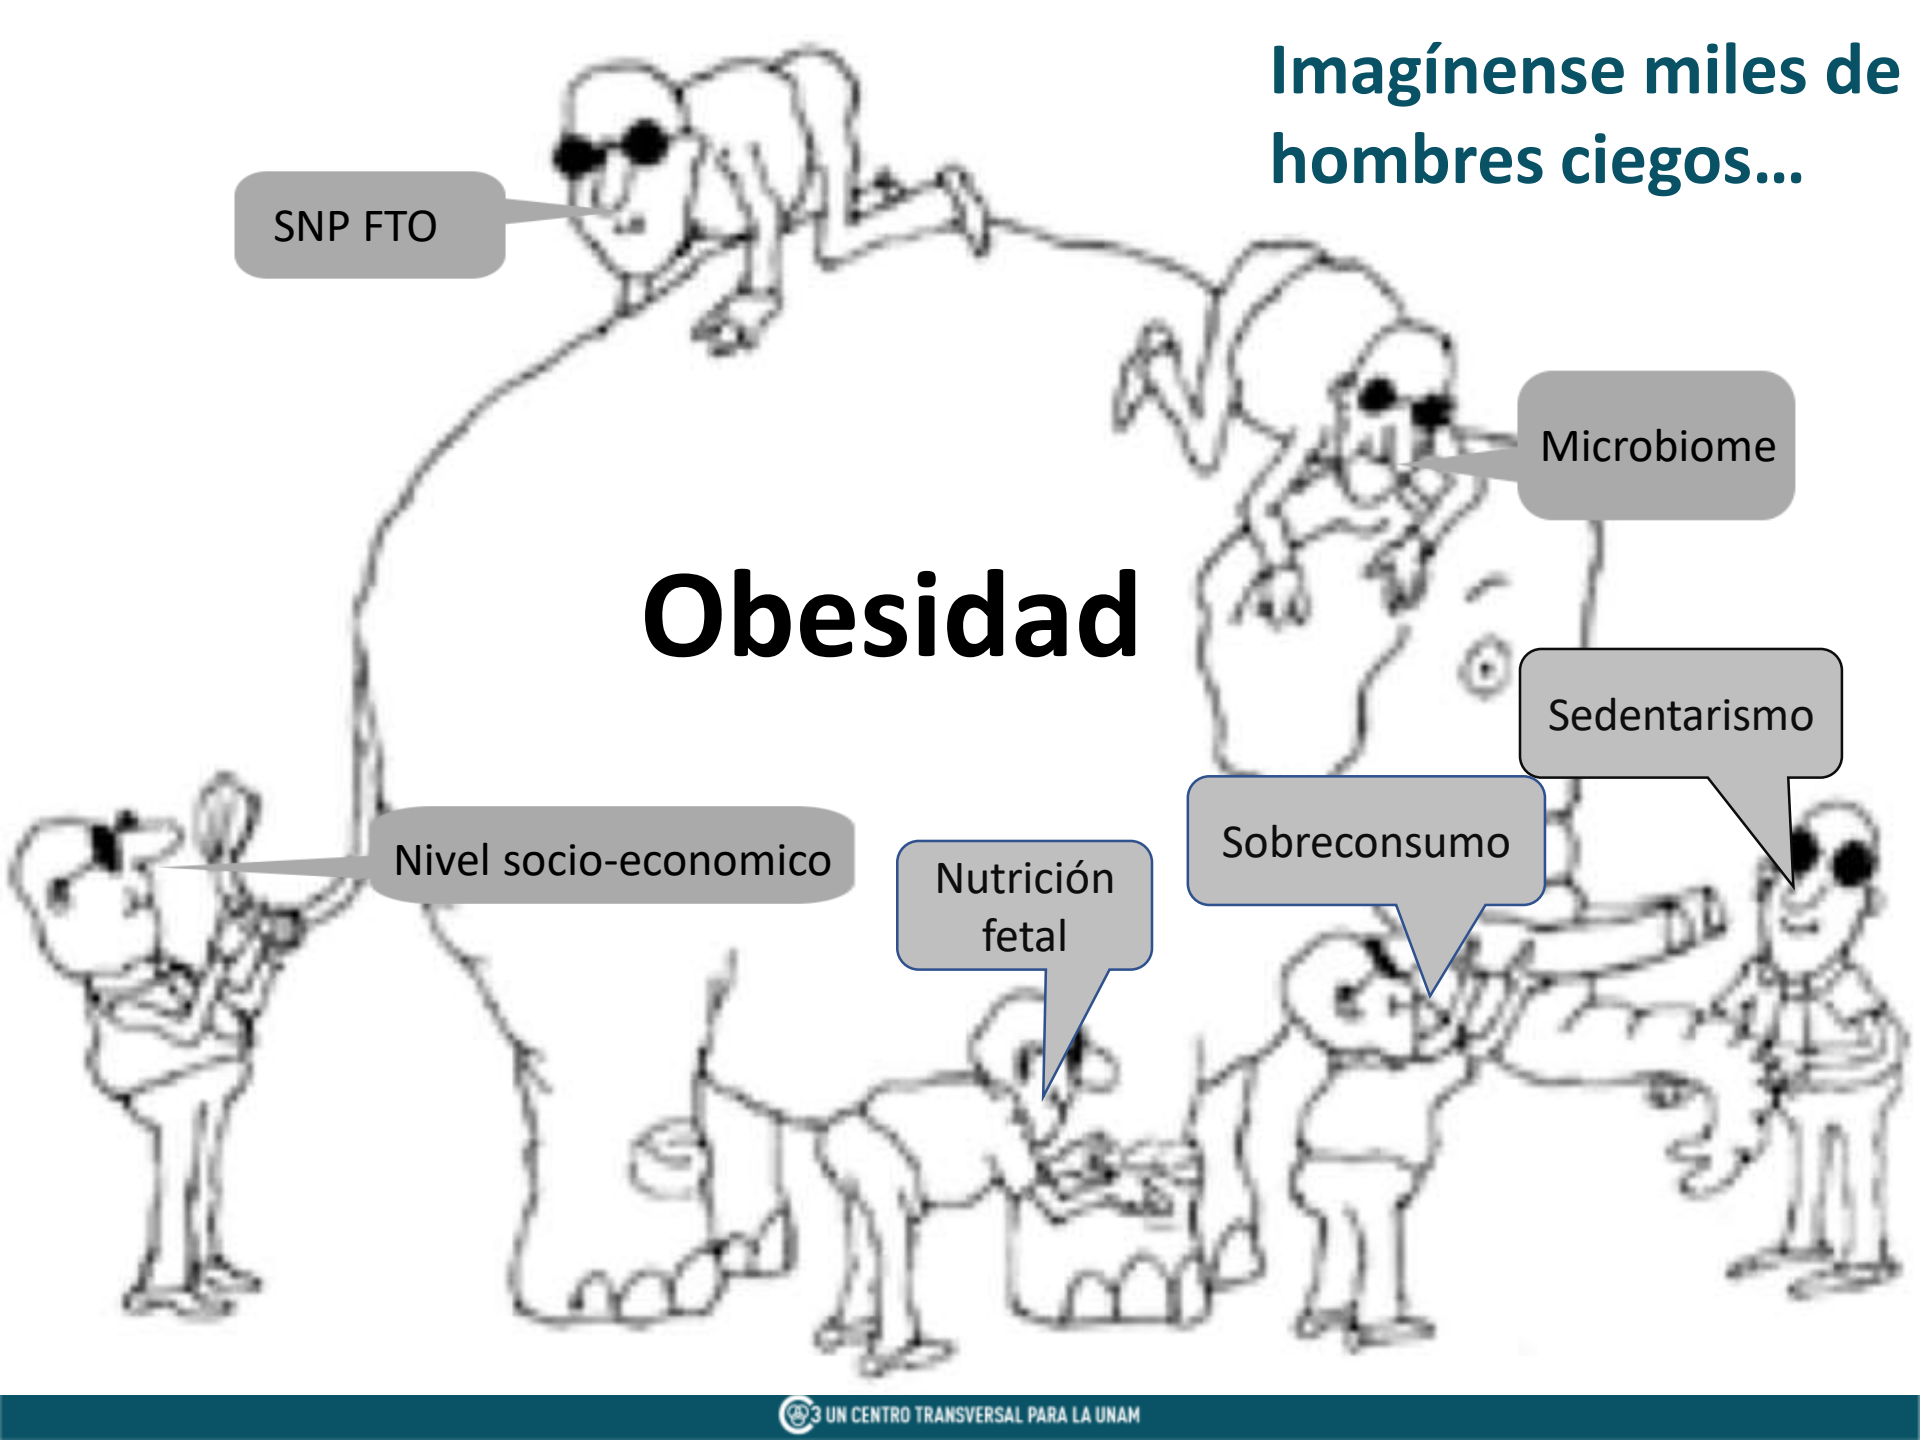 Imagínense miles de
hombres ciegos...
SNP FTO
Microbiome
Obesidad
Sedentarismo
Sobreconsumo
Nivel socio-economico
Nutrición
fetal
C3 UN CENTRO TRANSVERSAL PARA LA UNAM